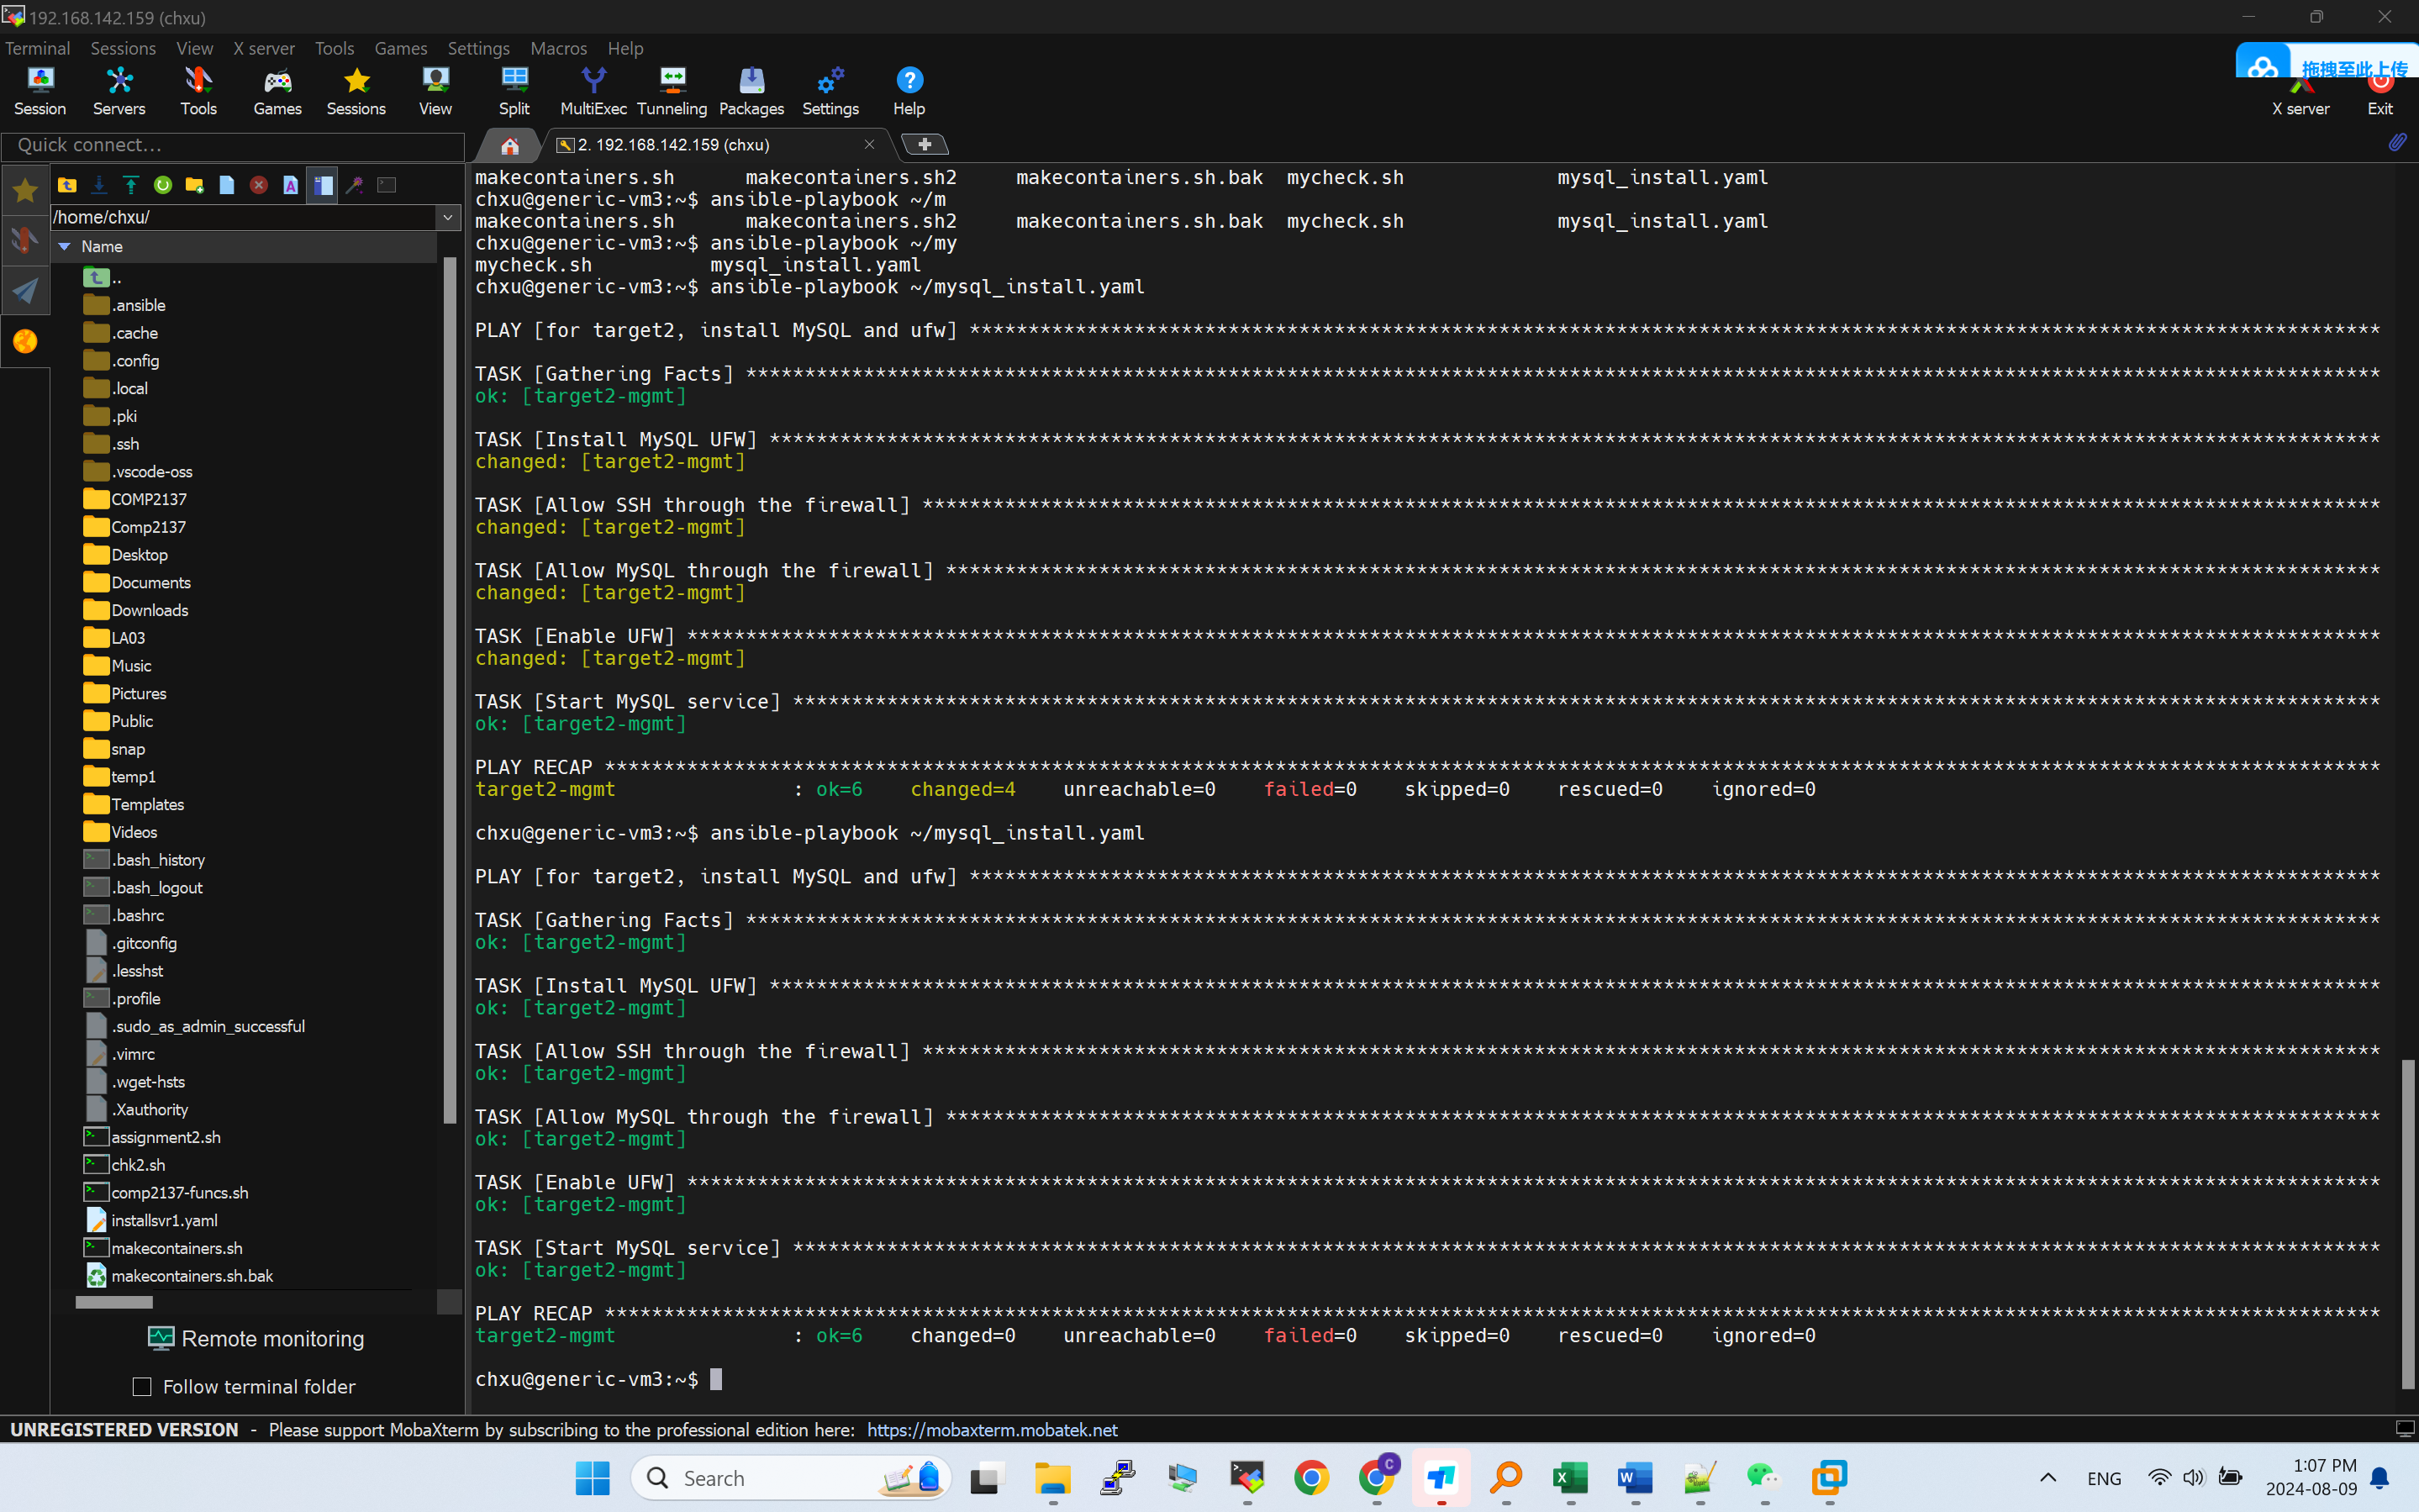 192.168.142.159 (chxu)
Terminal Sessions View X server Tools Games Settings Macros Help
拖拽至此上传
Session Servers Tools Games Sessions View Split MultiExec Tunneling Packages Settings Help X server Exit
Quick connect...
2. 192.168.142.159 (chxu)
/home/chxu/
Name
..
.ansible
.cache
.config
.local
.pki
.ssh
.vscode-oss
COMP2137
Comp2137
Desktop
Documents
Downloads
LA03
Music
Pictures
Public
snap
temp1
Templates
Videos
.bash_history
.bash_logout
.bashrc
.gitconfig
.lesshst
.profile
.sudo_as_admin_successful
.vimrc
.wget-hsts
.Xauthority
assignment2.sh
chk2.sh
comp2137-funcs.sh
installsvr1.yaml
makecontainers.sh
makecontainers.sh.bak
Remote monitoring
Follow terminal folder
makecontainers.sh makecontainers.sh2 makecontainers.sh.bak mycheck.sh mysql_install.yaml
chxu@generic-vm3:~$ ansible-playbook ~/m
makecontainers.sh makecontainers.sh2 makecontainers.sh.bak mycheck.sh mysql_install.yaml
chxu@generic-vm3:~$ ansible-playbook ~/my
mycheck.sh mysql_install.yaml
chxu@generic-vm3:~$ ansible-playbook ~/mysql_install.yaml
PLAY [for target2, install MySQL and ufw] ************************************************************************************************************************
TASK [Gathering Facts] *******************************************************************************************************************************************
ok: [target2-mgmt]
TASK [Install MySQL UFW] *****************************************************************************************************************************************
changed: [target2-mgmt]
TASK [Allow SSH through the firewall] ****************************************************************************************************************************
changed: [target2-mgmt]
TASK [Allow MySQL through the firewall] **************************************************************************************************************************
changed: [target2-mgmt]
TASK [Enable UFW] ************************************************************************************************************************************************
changed: [target2-mgmt]
TASK [Start MySQL service] ***************************************************************************************************************************************
ok: [target2-mgmt]
PLAY RECAP *******************************************************************************************************************************************************
target2-mgmt : ok=6 changed=4 unreachable=0 failed=0 skipped=0 rescued=0 ignored=0
chxu@generic-vm3:~$ ansible-playbook ~/mysql_install.yaml
PLAY [for target2, install MySQL and ufw] ************************************************************************************************************************
TASK [Gathering Facts] *******************************************************************************************************************************************
ok: [target2-mgmt]
TASK [Install MySQL UFW] *****************************************************************************************************************************************
ok: [target2-mgmt]
TASK [Allow SSH through the firewall] ****************************************************************************************************************************
ok: [target2-mgmt]
TASK [Allow MySQL through the firewall] **************************************************************************************************************************
ok: [target2-mgmt]
TASK [Enable UFW] ************************************************************************************************************************************************
ok: [target2-mgmt]
TASK [Start MySQL service] ***************************************************************************************************************************************
ok: [target2-mgmt]
PLAY RECAP *******************************************************************************************************************************************************
target2-mgmt : ok=6 changed=0 unreachable=0 failed=0 skipped=0 rescued=0 ignored=0
chxu@generic-vm3:~$
UNREGISTERED VERSION - Please support MobaXterm by subscribing to the professional edition here: https://mobaxterm.mobatek.net
Search
C
ENG
1:07 PM
2024-08-09